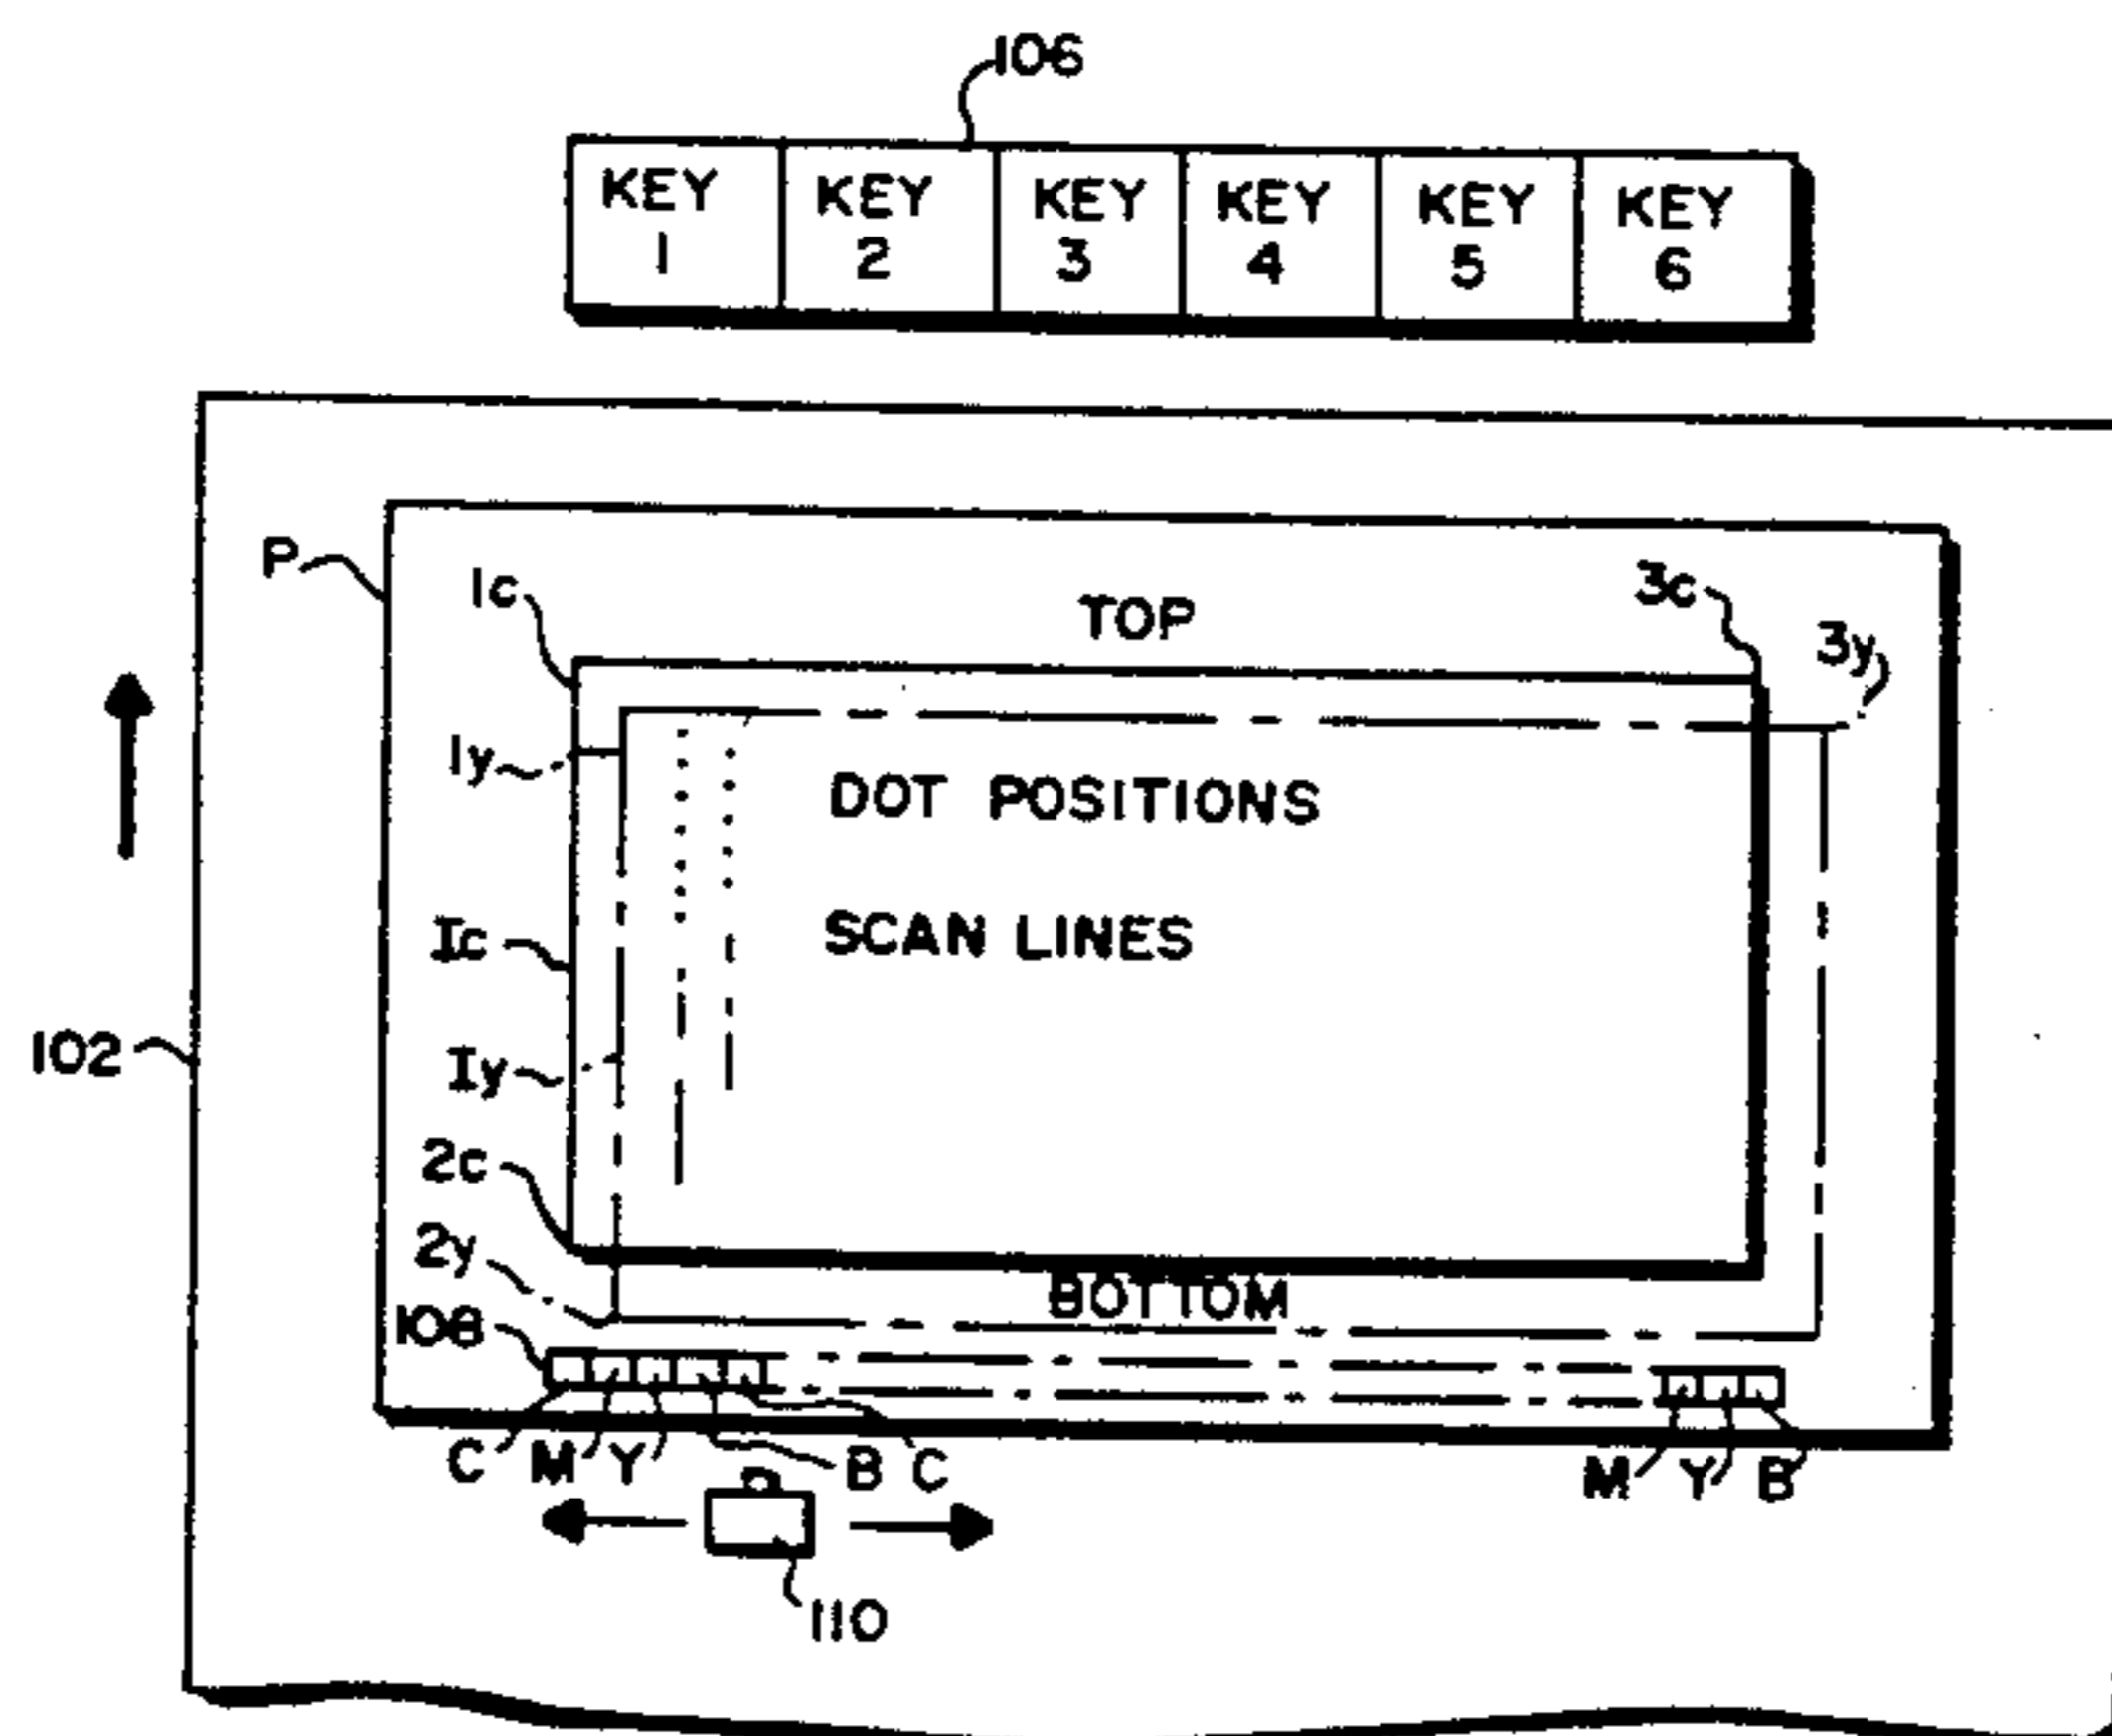 106
KEY 1 KEY 2 KEY 3 KEY 4 KEY 5 KEY 6
P
1c
TOP
3c
3y
1y
DOT POSITIONS
Ic
SCAN LINES
102
Iy
2c
2y
BOTTOM
108
C M Y B C M Y B
110